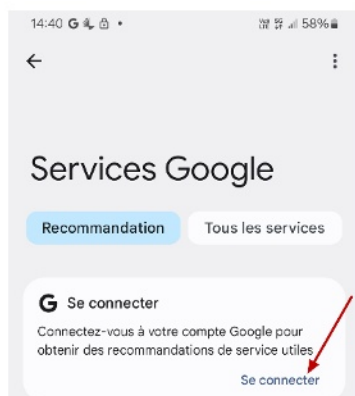 14:40 G
58%
Services Google
Recommandation Tous les services
G Se connecter
Connectez-vous à votre compte Google pour
obtenir des recommandations de service utiles
Se connecter